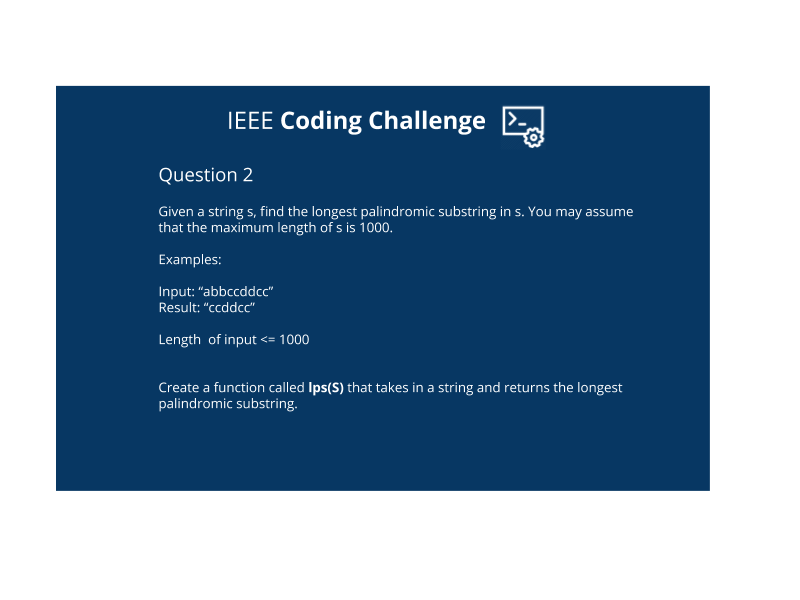 IEEE Coding Challenge
Question 2
Given a string s, find the longest palindromic substring in s. You may assume
that the maximum length of s is 1000.
Examples:
Input: “abbccddcc”
Result: “ccddcc”
Length  of input <= 1000
Create a function called lps(S) that takes in a string and returns the longest
palindromic substring.